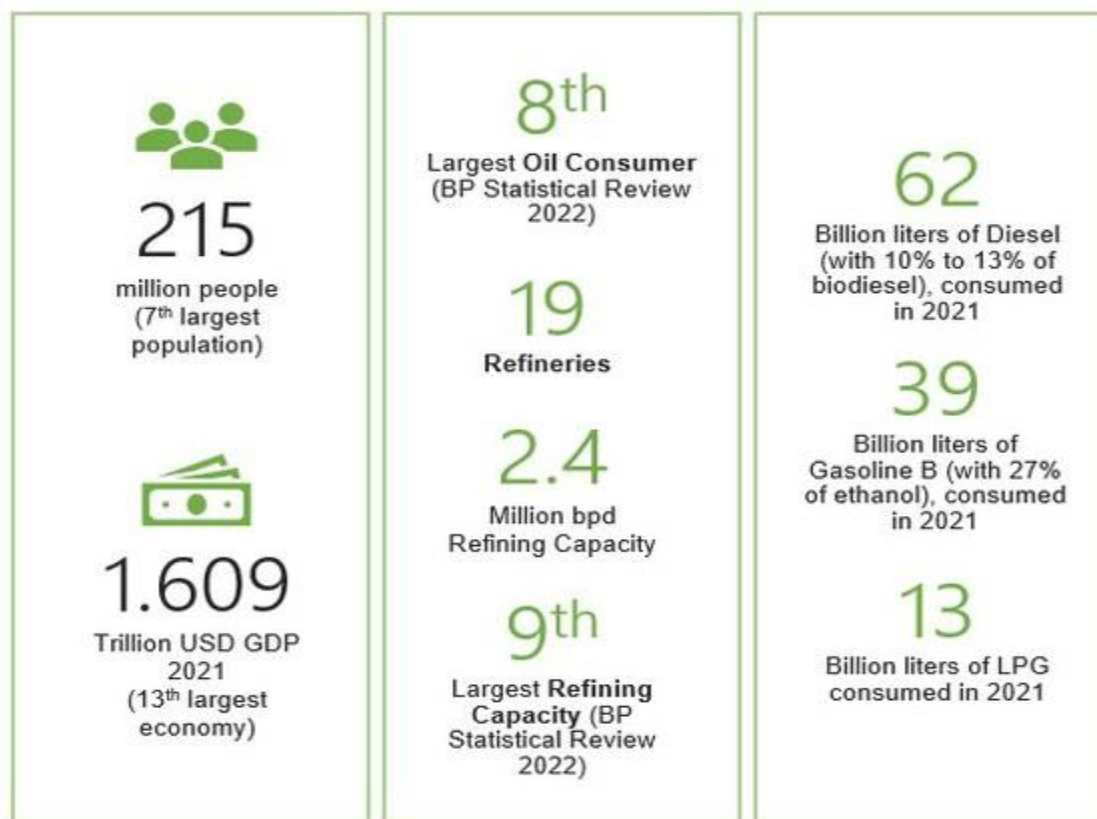 215
million people
(7th largest
population)
1.609
Trillion USD GDP
2021
(13th largest
economy)
8th
Largest Oil Consumer
(BP Statistical Review
2022)
19
Refineries
2.4
Million bpd
Refining Capacity
9th
Largest Refining
Capacity (BP
Statistical Review
2022)
62
Billion liters of Diesel
(with 10% to 13% of
biodiesel), consumed
in 2021
39
Billion liters of
Gasoline B (with 27%
of ethanol), consumed
in 2021
13
Billion liters of LPG
consumed in 2021